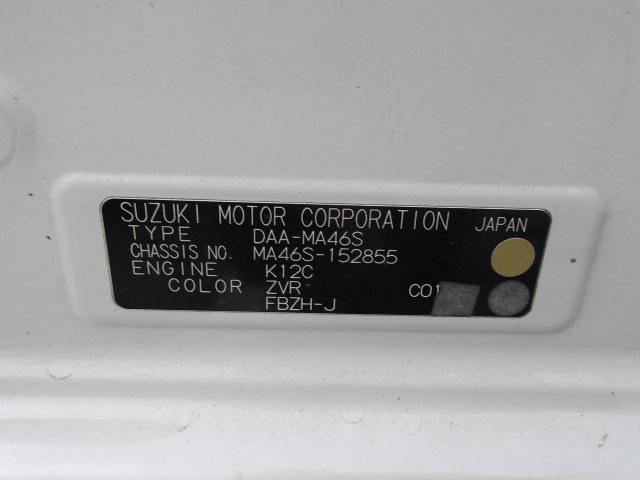 SUZUKI MOTOR CORPORATION JAPAN
TYPE DAA-MA46S
CHASSIS NO. MA46S-152855
ENGINE K12C
COLOR ZVR
FBZH-J